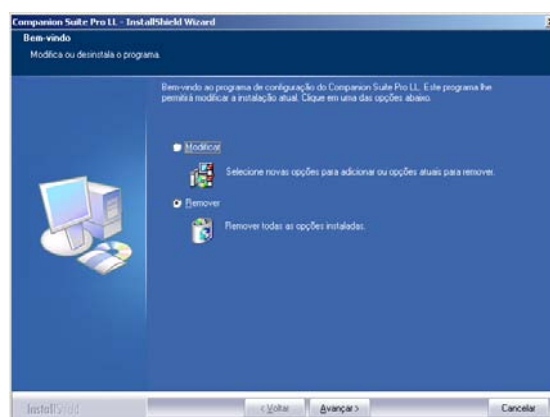 Companion Suite Pro LL - InstallShield Wizard
Bem-vindo
Modifica ou desinstala o programa.
Bem-vindo ao programa de configuração do Companion Suite Pro LL. Este programa lhe
permitirá modificar a instalação atual. Clique em uma das opções abaixo.
Modificar
Selecione novas opções para adicionar ou opções atuais para remover.
Remover
Remover todas as opções instaladas.
InstallShield
< Voltar
Avançar >
Cancelar